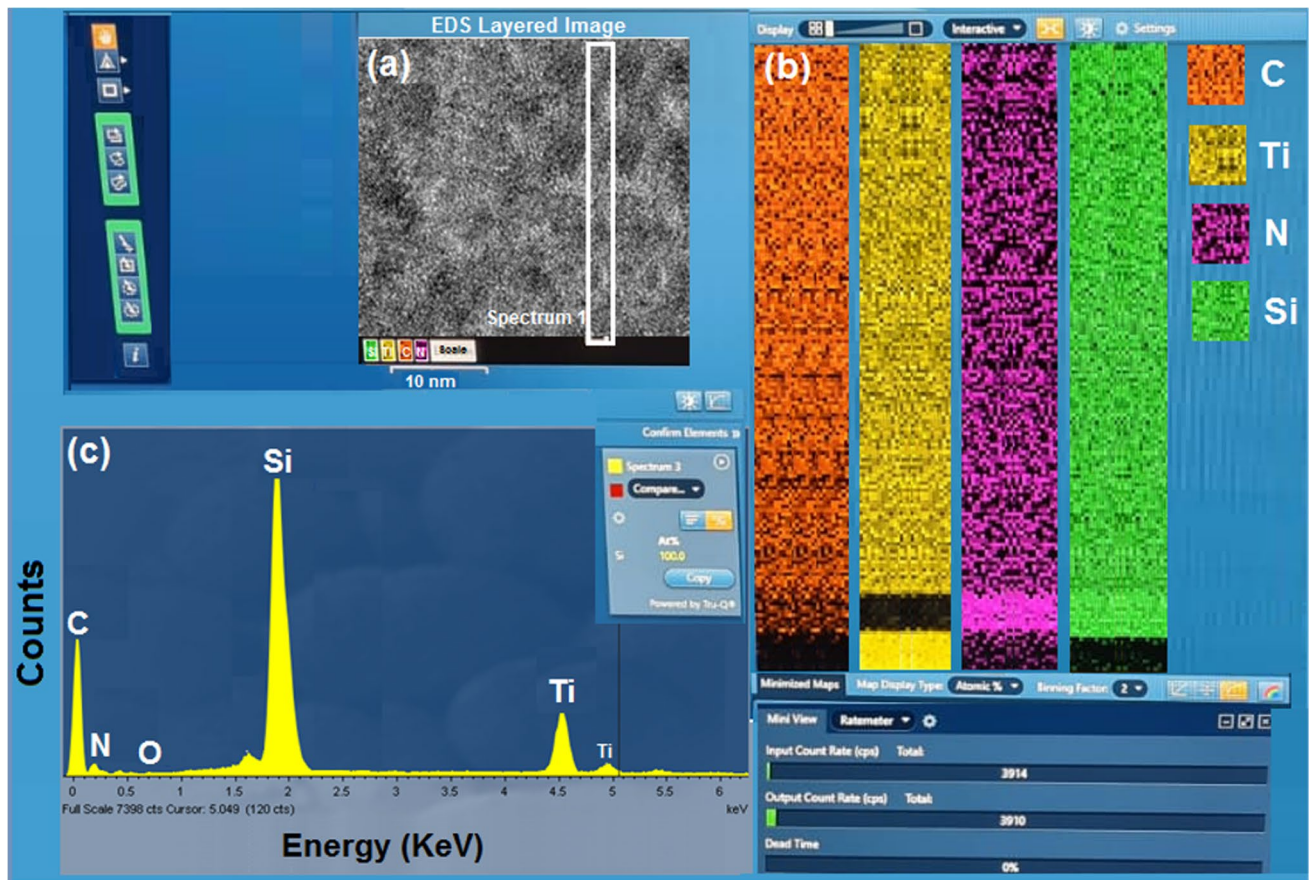 EDS Layered Image
(a)
Spectrum 1
Si Ti C N Scale
10 nm
Display
Interactive
Settings
(b)
C
Ti
N
Si
Minimized Maps
Map Display Type: Atomic %
Binning Factor: 2
Mini View
Ratemeter
Input Count Rate (cps) Total:
3914
Output Count Rate (cps) Total:
3910
Dead Time
0%
Confirm Elements
Spectrum 3
Compare...
At%
Si 100.0
Copy
Powered by Tru-Q®
(c)
Counts
C
N
O
Si
Ti
Ti
0 0.5 1 1.5 2 2.5 3 3.5 4 4.5 5 5.5 6
Full Scale 7398 cts Cursor: 5.049 (120 cts)
keV
Energy (KeV)